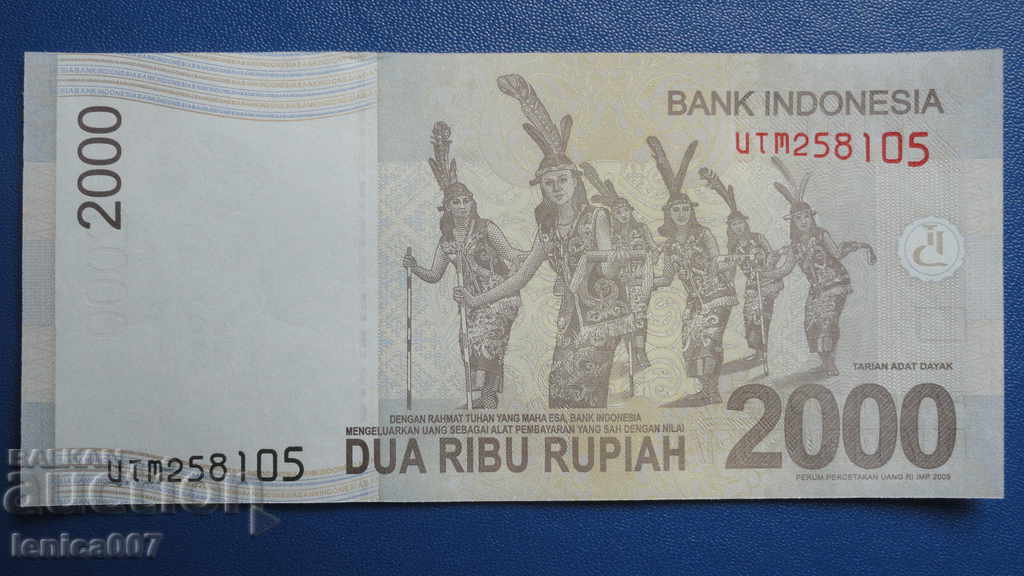 BANK INDONESIA
UTM258105
2000
TARIAN ADAT DAYAK
2000
DENGAN RAHMAT TUHAN YANG MAHA ESA, BANK INDONESIA
MENGELUARKAN UANG SEBAGAI ALAT PEMBAYARAN YANG SAH DENGAN NILAI
DUA RIBU RUPIAH
PERUM PERCETAKAN UANG RI IMP 2009
UTM258105
BALKAN
auction
lenica007